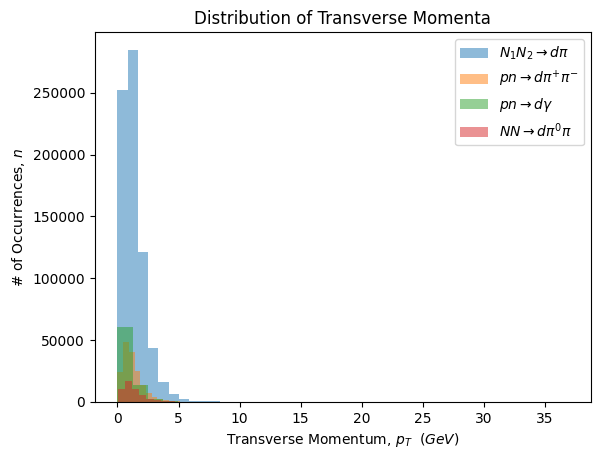 Distribution of Transverse Momenta
N₁N₂ → dπ
pn → dπ⁺π⁻
pn → dγ
NN → dπ⁰π
# of Occurrences, n
250000
200000
150000
100000
50000
0
0 5 10 15 20 25 30 35
Transverse Momentum, p_T (GeV)